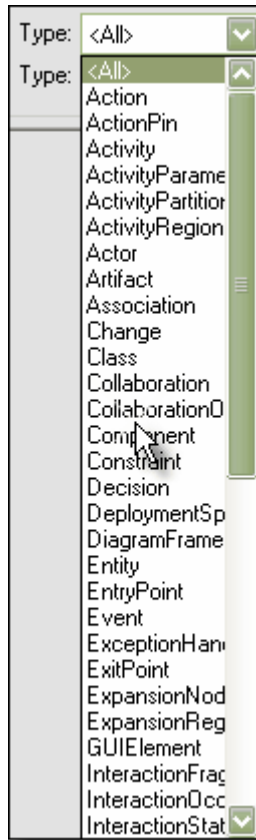 Type: <All>
Type: <All>
Action
ActionPin
Activity
ActivityParame
ActivityPartition
ActivityRegion
Actor
Artifact
Association
Change
Class
Collaboration
CollaborationO
Component
Constraint
Decision
DeploymentSp
DiagramFrame
Entity
EntryPoint
Event
ExceptionHan
ExitPoint
ExpansionNod
ExpansionReg
GUIElement
InteractionFrag
InteractionOcc
InteractionStat